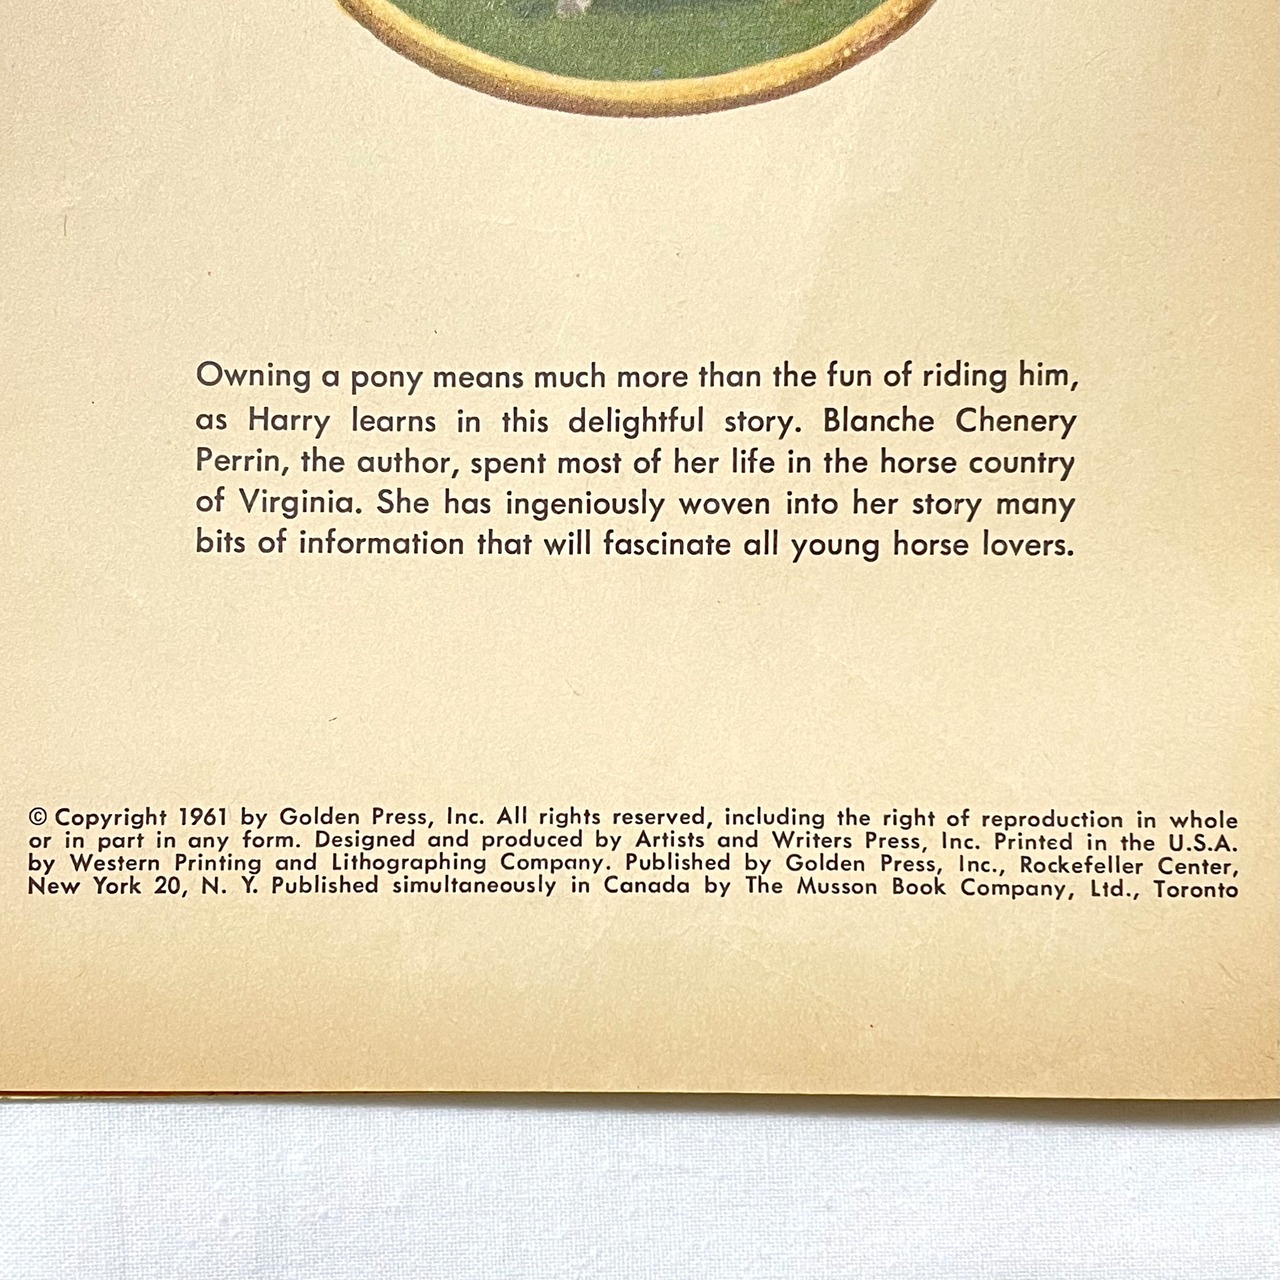 Owning a pony means much more than the fun of riding him,
as Harry learns in this delightful story. Blanche Chenery
Perrin, the author, spent most of her life in the horse country
of Virginia. She has ingeniously woven into her story many
bits of information that will fascinate all young horse lovers.
© Copyright 1961 by Golden Press, Inc. All rights reserved, including the right of reproduction in whole
or in part in any form. Designed and produced by Artists and Writers Press, Inc. Printed in the U.S.A.
by Western Printing and Lithographing Company. Published by Golden Press, Inc., Rockefeller Center,
New York 20, N. Y. Published simultaneously in Canada by The Musson Book Company, Ltd., Toronto